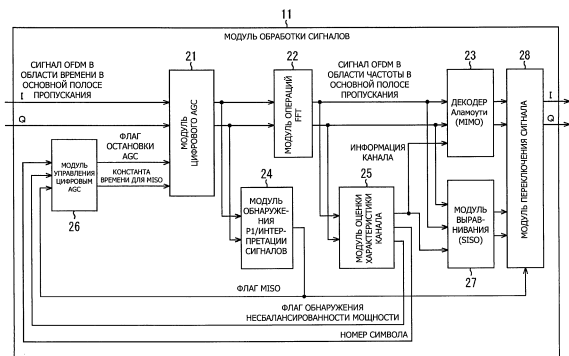 11
МОДУЛЬ ОБРАБОТКИ СИГНАЛОВ
21
22
23
28
СИГНАЛ OFDM В
ОБЛАСТИ ВРЕМЕНИ В
ОСНОВНОЙ ПОЛОСЕ
ПРОПУСКАНИЯ
СИГНАЛ OFDM В
ОБЛАСТИ ЧАСТОТЫ В
ОСНОВНОЙ ПОЛОСЕ
ПРОПУСКАНИЯ
I
Q
МОДУЛЬ
ЦИФРОВОГО AGC
МОДУЛЬ ОПЕРАЦИЙ
FFT
ДЕКОДЕР
Аламоути
(MIMO)
МОДУЛЬ ПЕРЕКЛЮЧЕНИЯ СИГНАЛА
I
Q
ИНФОРМАЦИЯ
КАНАЛА
ФЛАГ
ОСТАНОВКИ
AGC
КОНСТАНТА
ВРЕМЕНИ ДЛЯ MISO
МОДУЛЬ
УПРАВЛЕНИЯ
ЦИФРОВЫМ
AGC
26
24
МОДУЛЬ
ОБНАРУЖЕ-
НИЯ
P1/ИНТЕР-
ПРЕТАЦИИ
СИГНАЛОВ
25
МОДУЛЬ ОЦЕНКИ
ХАРАКТЕРИСТИКИ
КАНАЛА
МОДУЛЬ
ВЫРАВ-
НИВАНИЯ
(SISO)
27
ФЛАГ MISO
ФЛАГ ОБНАРУЖЕНИЯ
НЕСБАЛАНСИРОВАННОСТИ МОЩНОСТИ
НОМЕР СИМВОЛА